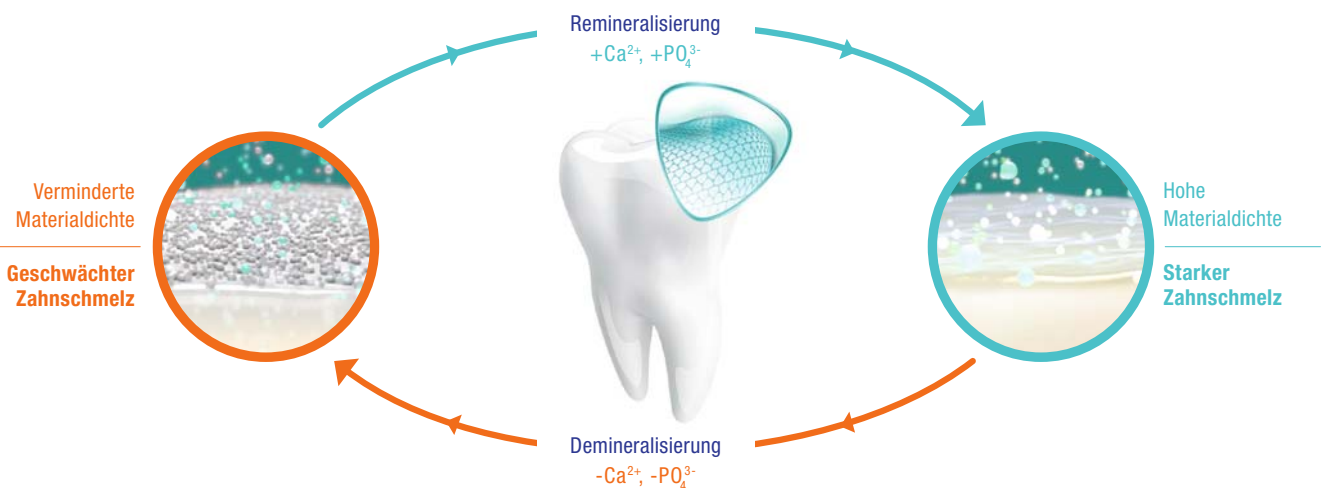 Remineralisierung
+Ca²⁺, +PO₄³⁻
Verminderte
Materialdichte
Geschwächter
Zahnschmelz
Hohe
Materialdichte
Starker
Zahnschmelz
Demineralisierung
-Ca²⁺, -PO₄³⁻